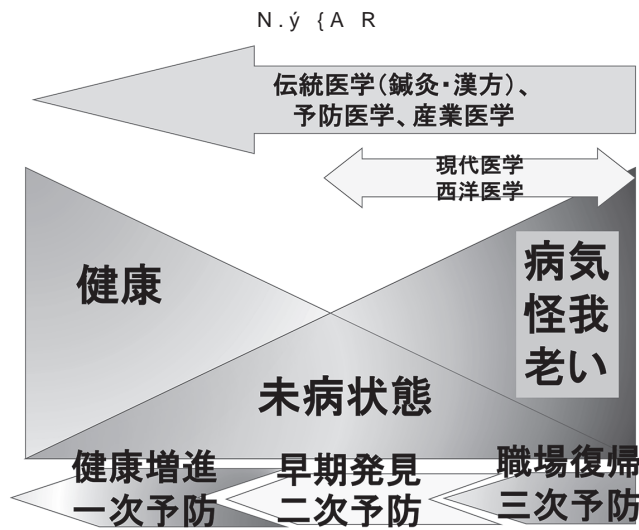 N.ý {A R
伝統医学(鍼灸・漢方)、
予防医学、産業医学
現代医学
西洋医学
健康
病気
怪我
老い
未病状態
健康増進
一次予防
早期発見
二次予防
職場復帰
三次予防